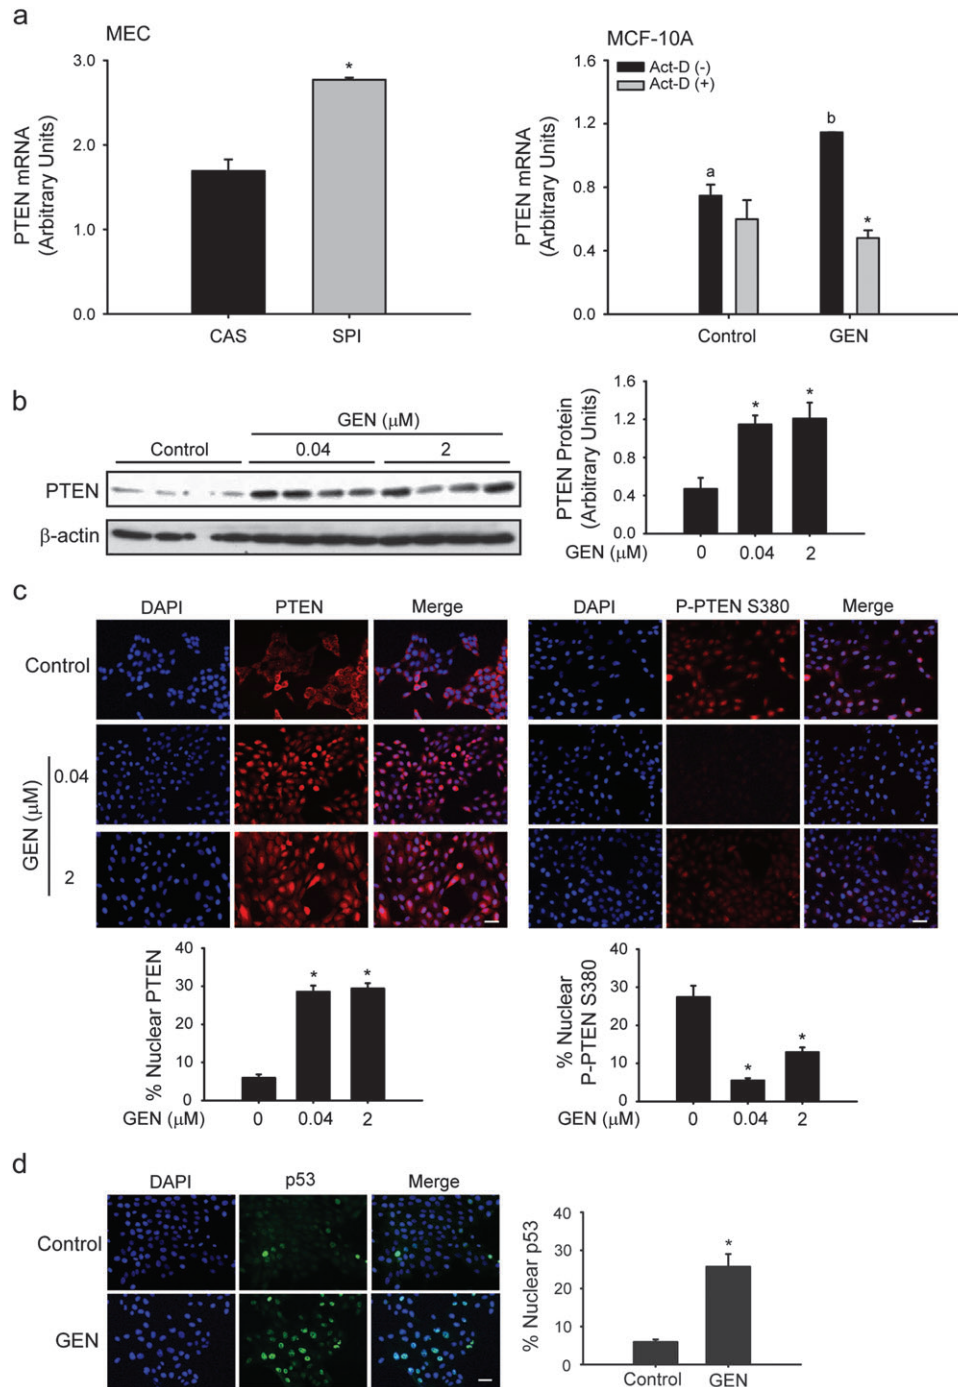 a
MEC
PTEN mRNA
(Arbitrary Units)
3.0
2.0
1.0
0.0
*
CAS
SPI
MCF-10A
PTEN mRNA
(Arbitrary Units)
1.6
1.2
0.8
0.4
0.0
Act-D (-)
Act-D (+)
a
b
*
Control
GEN
b
GEN (μM)
Control
0.04
2
PTEN
β-actin
PTEN Protein
(Arbitrary Units)
1.6
1.2
0.8
0.4
0.0
*
*
GEN (μM)
0
0.04
2
c
DAPI
PTEN
Merge
DAPI
P-PTEN S380
Merge
Control
GEN (μM)
0.04
2
% Nuclear PTEN
40
30
20
10
0
*
*
GEN (μM)
0
0.04
2
% Nuclear
P-PTEN S380
40
30
20
10
0
*
*
GEN (μM)
0
0.04
2
d
DAPI
p53
Merge
Control
GEN
% Nuclear p53
40
30
20
10
0
*
Control
GEN